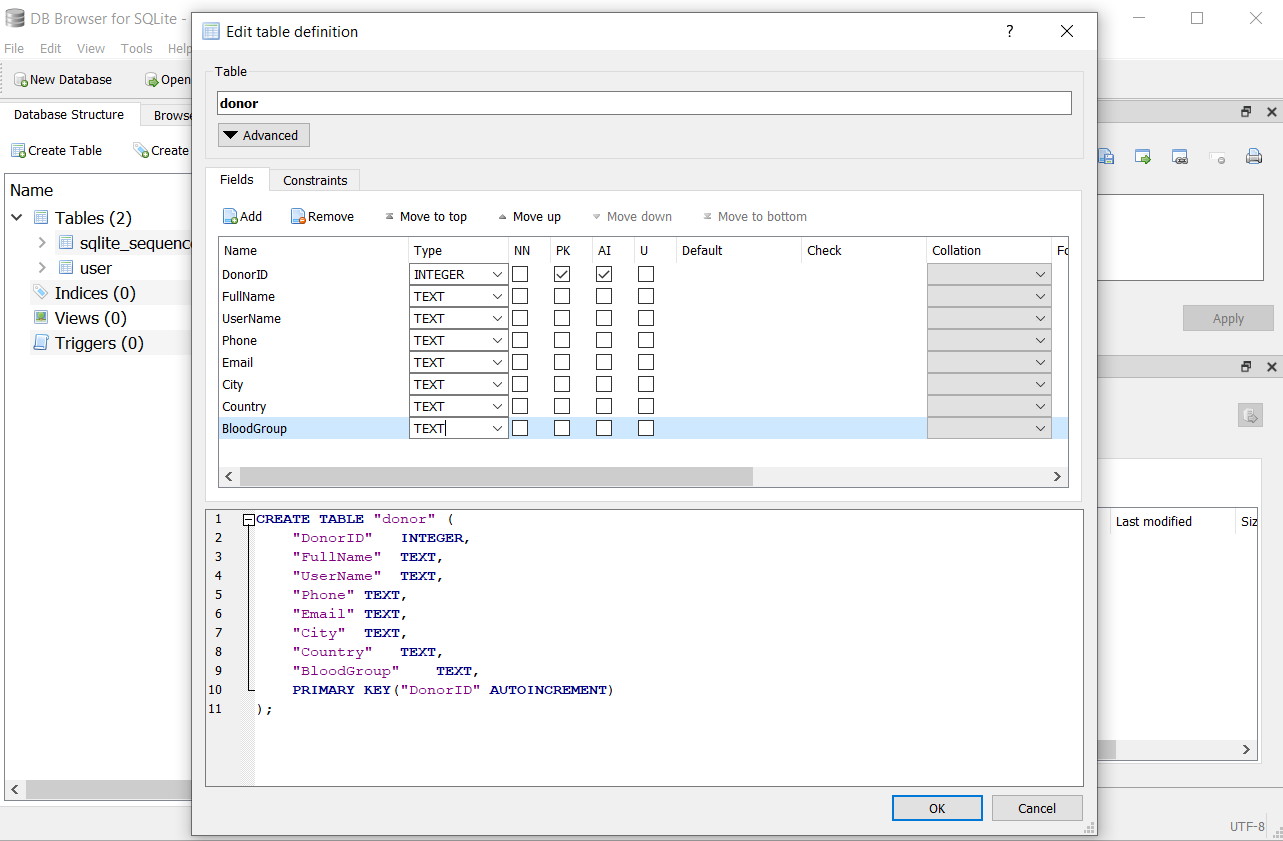 DB Browser for SQLite -
Edit table definition
?
File Edit View Tools Help
Table
New Database Open
donor
Database Structure Browse
Advanced
Create Table Create
Fields Constraints
Name
Add Remove Move to top Move up Move down Move to bottom
Tables (2)
sqlite_sequenc
user
Indices (0)
Views (0)
Triggers (0)
Name Type NN PK AI U Default Check Collation Fo
DonorID INTEGER
FullName TEXT
UserName TEXT
Phone TEXT
Email TEXT
City TEXT
Country TEXT
BloodGroup TEXT
1 CREATE TABLE "donor" (
2 "DonorID" INTEGER,
3 "FullName" TEXT,
4 "UserName" TEXT,
5 "Phone" TEXT,
6 "Email" TEXT,
7 "City" TEXT,
8 "Country" TEXT,
9 "BloodGroup" TEXT,
10 PRIMARY KEY("DonorID" AUTOINCREMENT)
11 );
OK Cancel
Apply
Last modified Siz
UTF-8